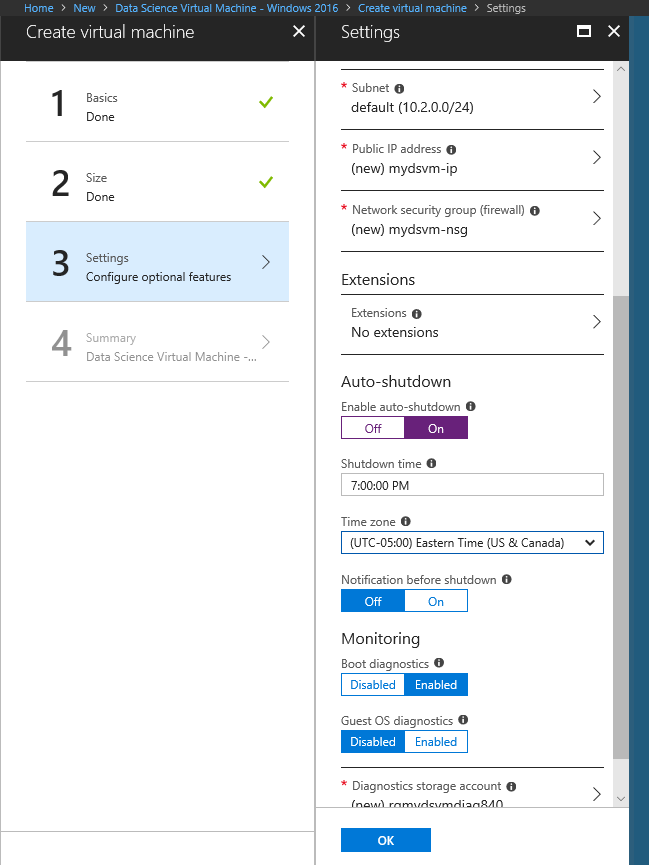 Home > New > Data Science Virtual Machine - Windows 2016 > Create virtual machine > Settings
Create virtual machine
1
Basics
Done
2
Size
Done
3
Settings
Configure optional features
4
Summary
Data Science Virtual Machine -...
Settings
* Subnet
default (10.2.0.0/24)
* Public IP address
(new) mydsvm-ip
* Network security group (firewall)
(new) mydsvm-nsg
Extensions
Extensions
No extensions
Auto-shutdown
Enable auto-shutdown
Off On
Shutdown time
7:00:00 PM
Time zone
(UTC-05:00) Eastern Time (US & Canada)
Notification before shutdown
Off On
Monitoring
Boot diagnostics
Disabled Enabled
Guest OS diagnostics
Disabled Enabled
* Diagnostics storage account
(new) rgmydsvmdiag840
OK